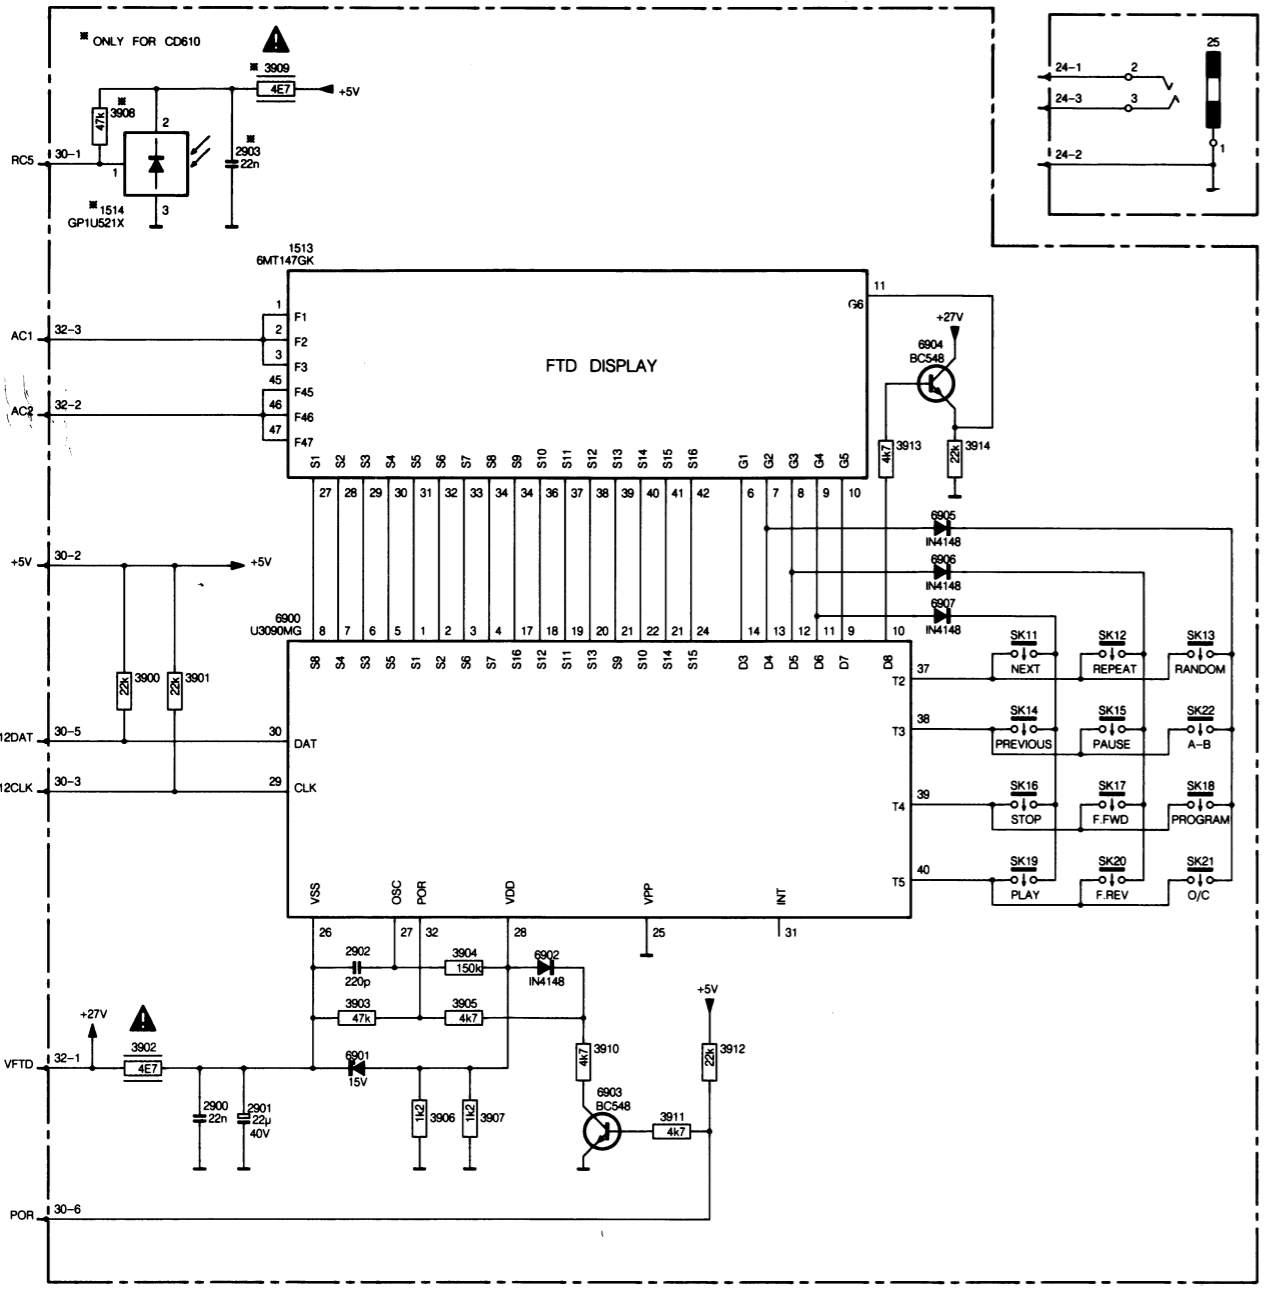 ※ ONLY FOR CD610
※ 3909
4E7
+5V
※
3908
47k
2
※
2903
22n
RC5
30-1
1
※ 1514
GP1U521X
3
25
24-1
2
24-3
3
24-2
1
1513
6MT147GK
11
G6
1
F1
AC1
32-3
2
F2
3
F3
45
F45
AC2
32-2
46
F46
47
F47
FTD DISPLAY
+27V
6904
BC548
4k7
3913
22k
3914
S1 S2 S3 S4 S5 S6 S7 S8 S9 S10 S11 S12 S13 S14 S15 S16 G1 G2 G3 G4 G5
27 28 29 30 31 32 33 34 34 36 37 38 39 40 41 42 6 7 8 9 10
6905
IN4148
6906
IN4148
6907
IN4148
+5V
30-2
+5V
6900
U3090MG
8 7 6 5 1 2 3 4 17 18 19 20 21 22 21 24 14 13 12 11 9 10
S8 S4 S3 S5 S1 S2 S6 S7 S16 S12 S11 S13 S9 S10 S14 S15 D3 D4 D5 D6 D7 D8
22k
3900
22k
3901
12DAT
30-5
30
DAT
12CLK
30-3
29
CLK
T2
37
SK11
NEXT
SK12
REPEAT
SK13
RANDOM
T3
38
SK14
PREVIOUS
SK15
PAUSE
SK22
A-B
T4
39
SK16
STOP
SK17
F.FWD
SK18
PROGRAM
T5
40
SK19
PLAY
SK20
F.REV
SK21
O/C
VSS OSC POR VDD VPP INT
26 27 32 28 25 31
2902
220p
3904
150k
6902
IN4148
3903
47k
3905
4k7
+5V
+27V
3902
4E7
VFTD
32-1
6901
15V
4k7
3910
22k
3912
2900
22n
2901
22μ
40V
1k2
3906
1k2
3907
6903
BC548
3911
4k7
POR
30-6